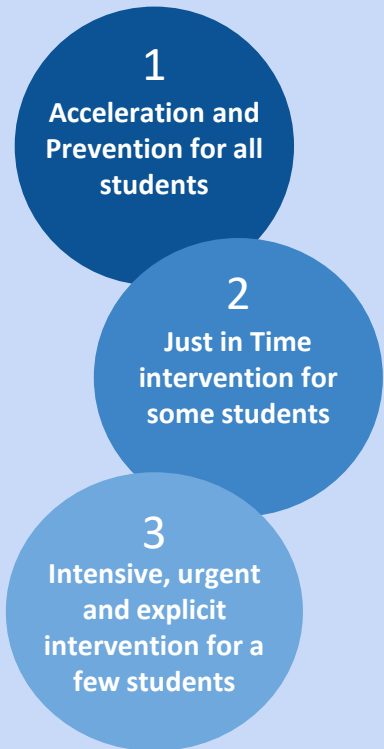 1
Acceleration and
Prevention for all
students
2
Just in Time
intervention for
some students
3
Intensive, urgent
and explicit
intervention for a
few students